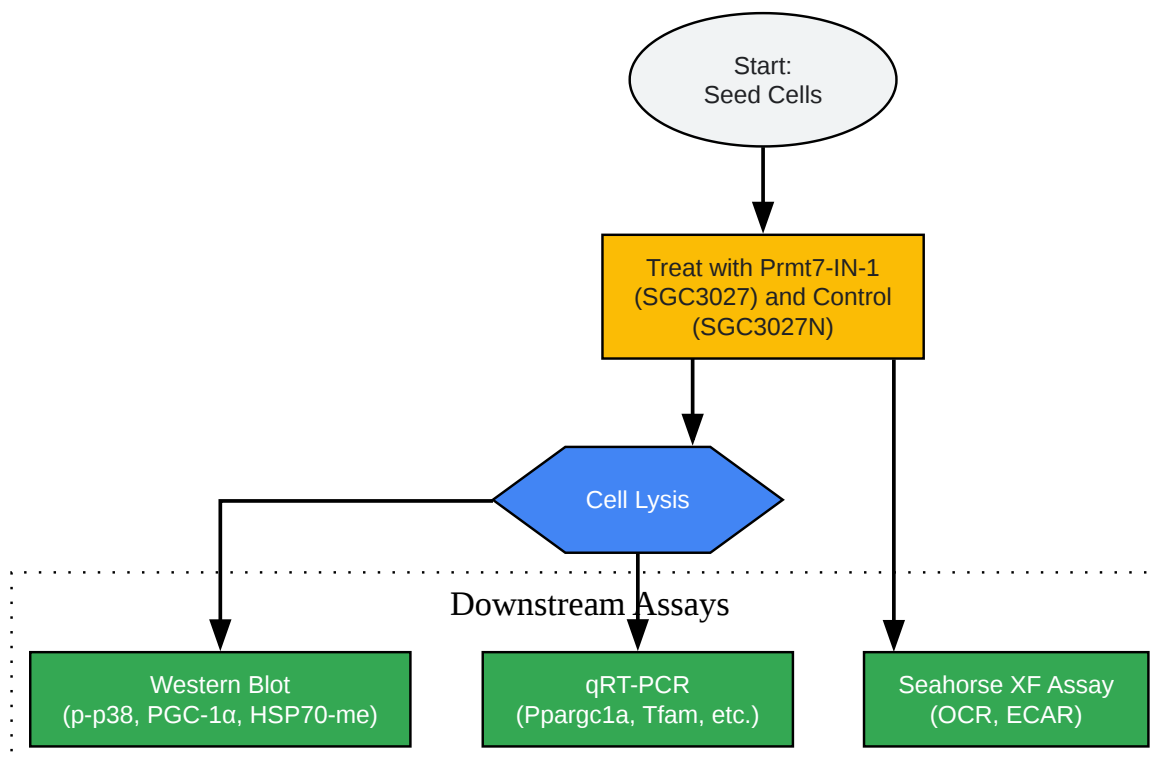 Start:
Seed Cells
Treat with Prmt7-IN-1
(SGC3027) and Control
(SGC3027N)
Cell Lysis
Downstream Assays
Western Blot
(p-p38, PGC-1α, HSP70-me)
qRT-PCR
(Ppargc1a, Tfam, etc.)
Seahorse XF Assay
(OCR, ECAR)